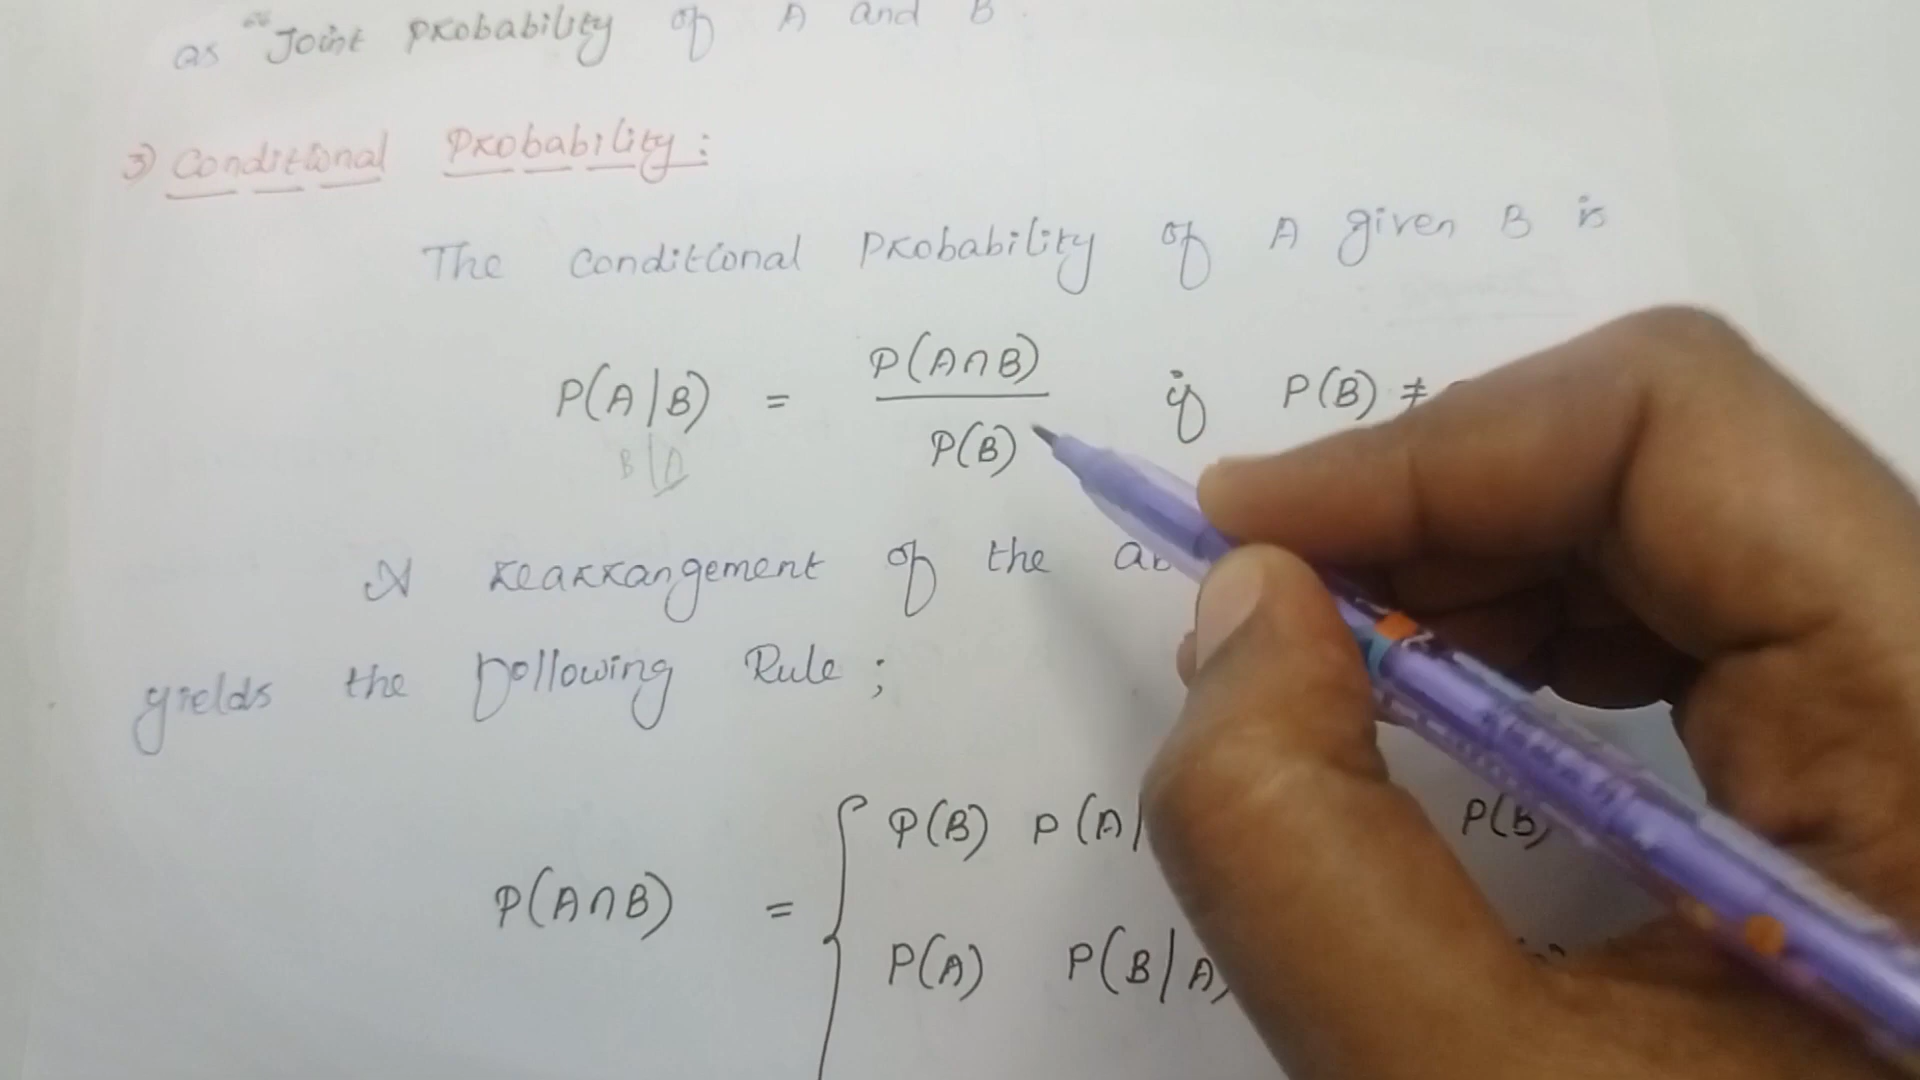 as "Joint probability of A and B.
3) Conditional Probability:
The conditional probability of A given B is
P(A|B) = P(A∩B) / P(B) if P(B) ≠
B|A
A rearrangement of the
yields the following Rule;
P(A∩B) = { P(B) P(A| P(B)
P(A) P(B|A)